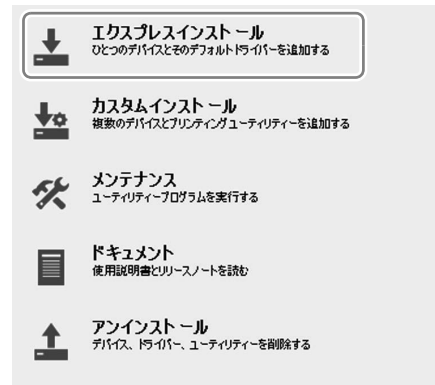 エクスプレスインストール
ひとつのデバイスとそのデフォルトドライバーを追加する
カスタムインストール
複数のデバイスとプリンティングユーティリティーを追加する
メンテナンス
ユーティリティープログラムを実行する
ドキュメント
使用説明書とリリースノートを読む
アンインストール
デバイス、ドライバー、ユーティリティーを削除する